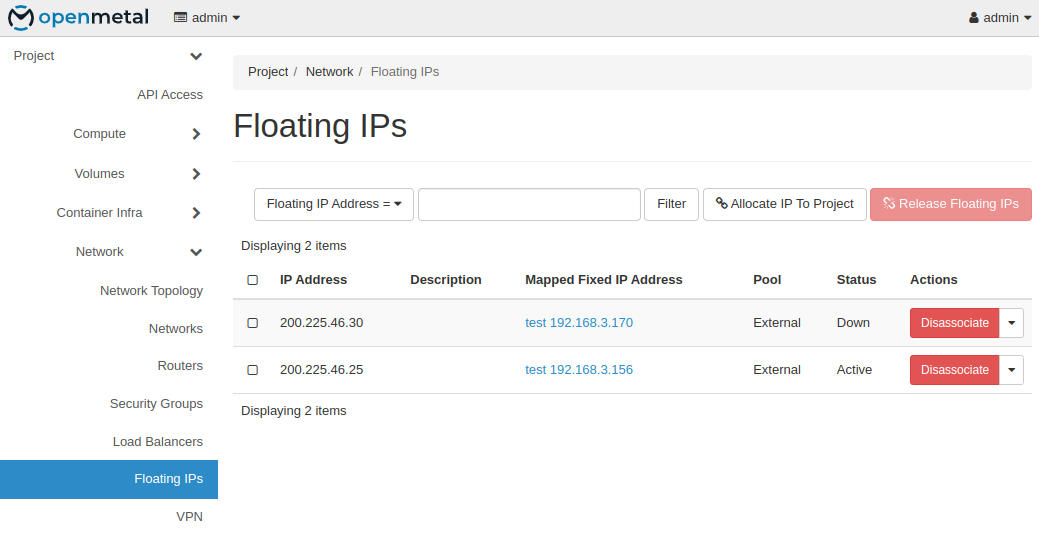 openmetal admin admin
Project
API Access
Compute
Volumes
Container Infra
Network
Network Topology
Networks
Routers
Security Groups
Load Balancers
Floating IPs
VPN
Project / Network / Floating IPs
Floating IPs
Floating IP Address = Filter Allocate IP To Project Release Floating IPs
Displaying 2 items
IP Address Description Mapped Fixed IP Address Pool Status Actions
200.225.46.30 test 192.168.3.170 External Down Disassociate
200.225.46.25 test 192.168.3.156 External Active Disassociate
Displaying 2 items